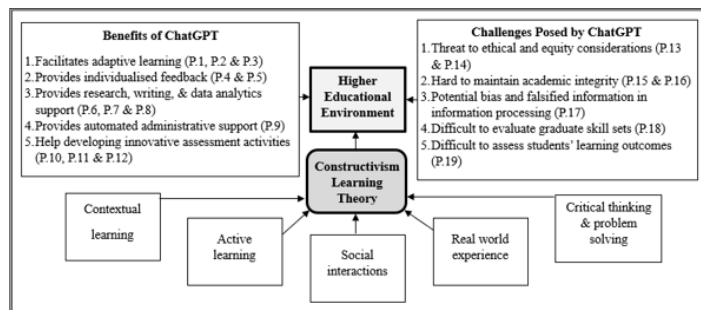 Benefits of ChatGPT
1.Facilitates adaptive learning (P.1, P.2 & P.3)
2.Provides individualised feedback (P.4 & P.5)
3.Provides research, writing, & data analytics
support (P.6, P.7 & P.8)
4.Provides automated administrative support (P.9)
5.Help developing innovative assessment activities
(P.10, P.11 & P.12)
Higher
Educational
Environment
Challenges Posed by ChatGPT
1.Threat to ethical and equity considerations (P.13
& P.14)
2.Hard to maintain academic integrity (P.15 & P.16)
3.Potential bias and falsified information in
information processing (P.17)
4.Difficult to evaluate graduate skill sets (P.18)
5.Difficult to assess students' learning outcomes
(P.19)
Constructivism
Learning
Theory
Contextual
learning
Active
learning
Social
interactions
Real world
experience
Critical thinking
& problem
solving